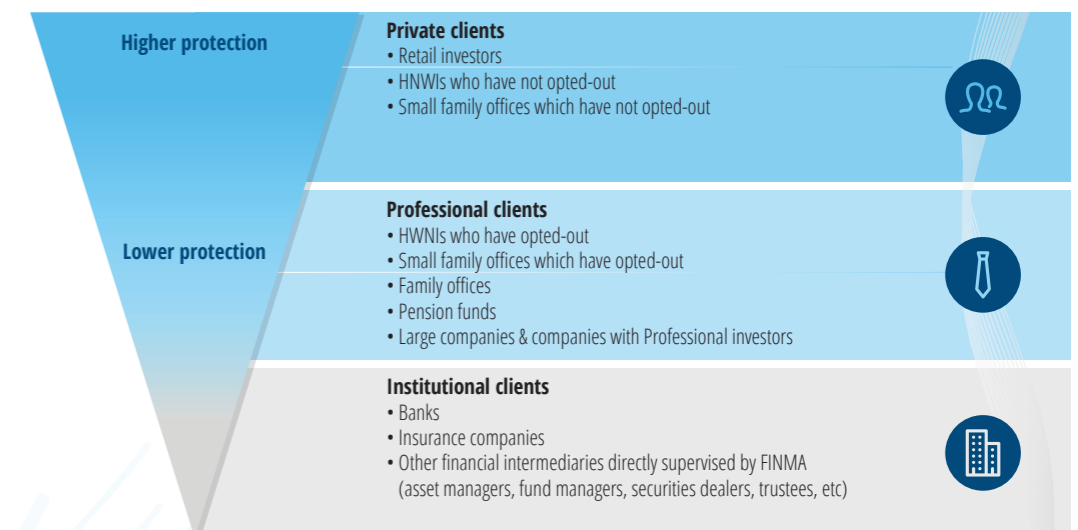 Higher protection
Private clients
• Retail investors
• HNWIs who have not opted-out
• Small family offices which have not opted-out
Lower protection
Professional clients
• HWNIs who have opted-out
• Small family offices which have opted-out
• Family offices
• Pension funds
• Large companies & companies with Professional investors
Institutional clients
• Banks
• Insurance companies
• Other financial intermediaries directly supervised by FINMA
(asset managers, fund managers, securities dealers, trustees, etc)